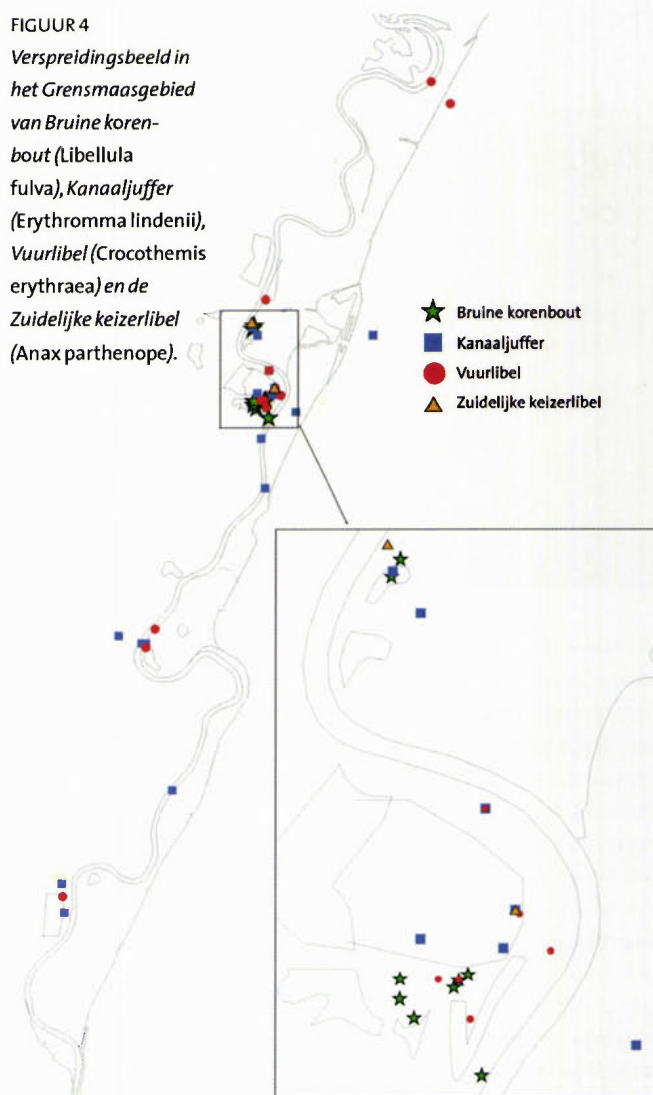 FIGUUR 4
Verspreidingsbeeld in
het Grensmaasgebied
van Bruine koren-
bout (Libellula
fulva), Kanaaljuffer
(Erythromma lindenii),
Vuurlibel (Crocothemis
erythraea) en de
Zuidelijke keizerlibel
(Anax parthenope).
Bruine korenbout
Kanaaljuffer
Vuurlibel
Zuidelijke keizerlibel